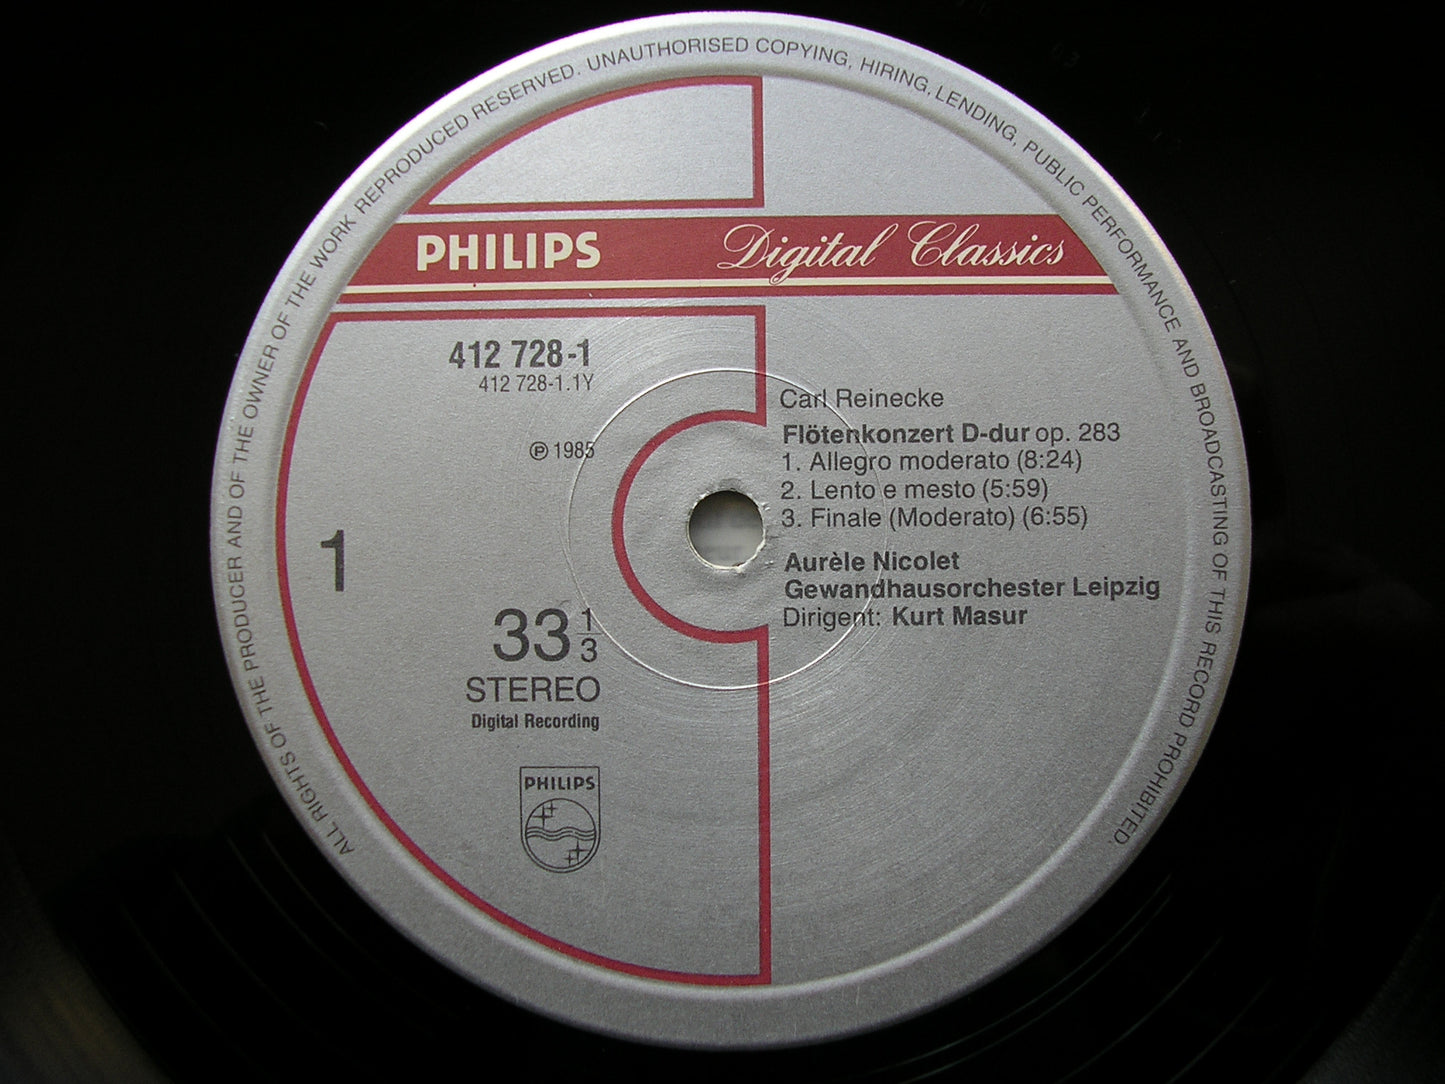 ALL RIGHTS OF THE PRODUCER AND OF THE OWNER OF THE WORK REPRODUCED RESERVED. UNAUTHORISED COPYING, HIRING, LENDING, PUBLIC PERFORMANCE AND BROADCASTING OF THIS RECORD PROHIBITED.
PHILIPS Digital Classics
412 728-1
412 728-1.1Y
℗ 1985
1
33 1/3
STEREO
Digital Recording
PHILIPS
Carl Reinecke
Flötenkonzert D-dur op. 283
1. Allegro moderato (8:24)
2. Lento e mesto (5:59)
3. Finale (Moderato) (6:55)
Aurèle Nicolet
Gewandhausorchester Leipzig
Dirigent: Kurt Masur